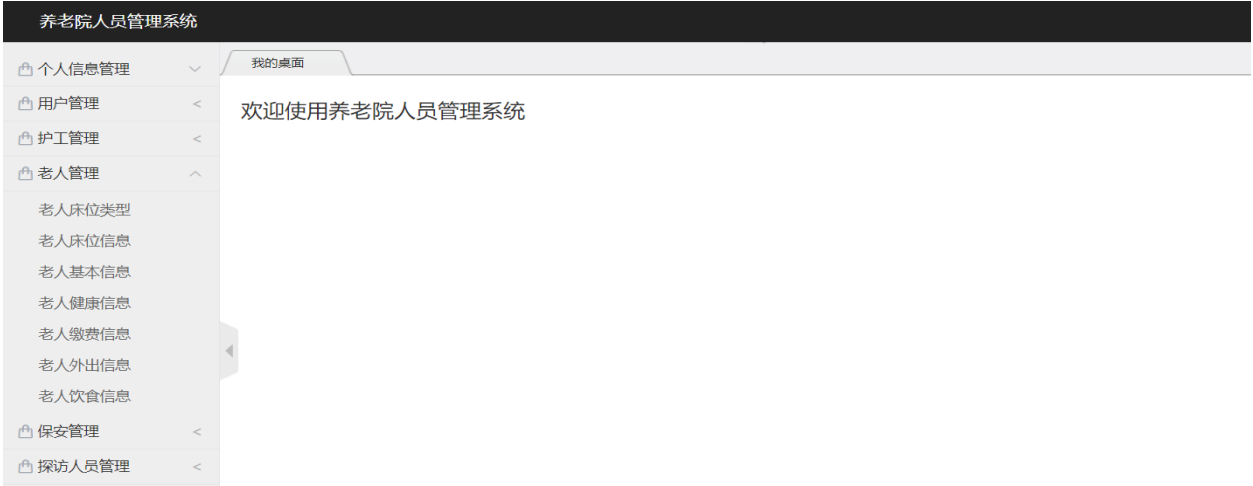 养老院人员管理系统
个人信息管理
用户管理
护工管理
老人管理
老人床位类型
老人床位信息
老人基本信息
老人健康信息
老人缴费信息
老人外出信息
老人饮食信息
保安管理
探访人员管理
我的桌面
欢迎使用养老院人员管理系统